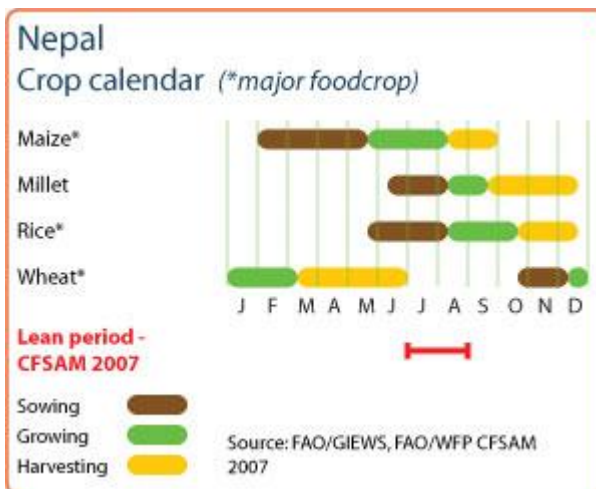 Nepal
Crop calendar (*major foodcrop)
Maize*
Millet
Rice*
Wheat*
J F M A M J J A S O N D
Lean period -
CFSAM 2007
Sowing
Growing
Harvesting
Source: FAO/GIEWS, FAO/WFP CFSAM
2007